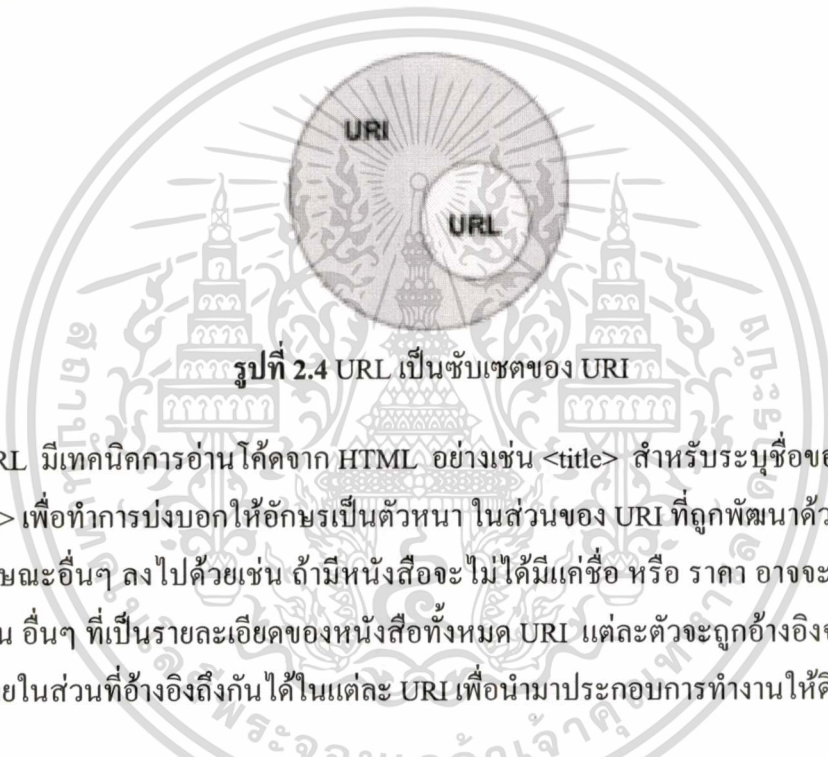 URI
URL
รูปที่ 2.4 URL เป็นซับเซตของ URI
RL มีเทคนิคการอ่านโค้ดจาก HTML อย่างเช่น <title> สำหรับระบุชื่อขอ
> เพื่อทำการบ่งบอกให้อักษรเป็นตัวหนา ในส่วนของ URI ที่ถูกพัฒนาด้ว
ษณะอื่นๆ ลงไปด้วยเช่น ถ้ามีหนังสือจะไม่ได้มีแค่ชื่อ หรือ ราคา อาจจะ
น อื่นๆ ที่เป็นรายละเอียดของหนังสือทั้งหมด URI แต่ละตัวจะถูกอ้างอิง
ยในส่วนที่อ้างอิงถึงกันได้ในแต่ละ URI เพื่อนำมาประกอบการทำงานให้